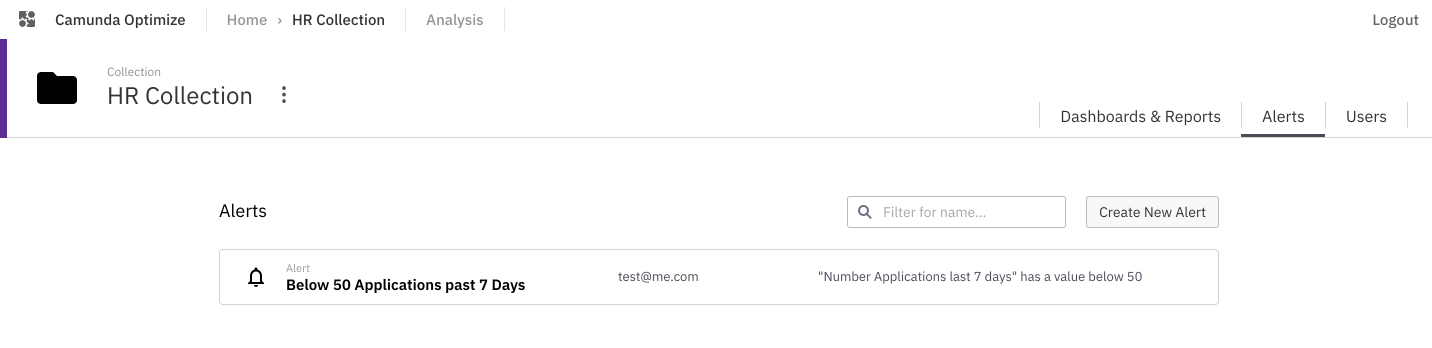 Camunda Optimize Home › HR Collection Analysis Logout
Collection
HR Collection
Dashboards & Reports Alerts Users
Alerts Filter for name... Create New Alert
Alert
Below 50 Applications past 7 Days test@me.com "Number Applications last 7 days" has a value below 50